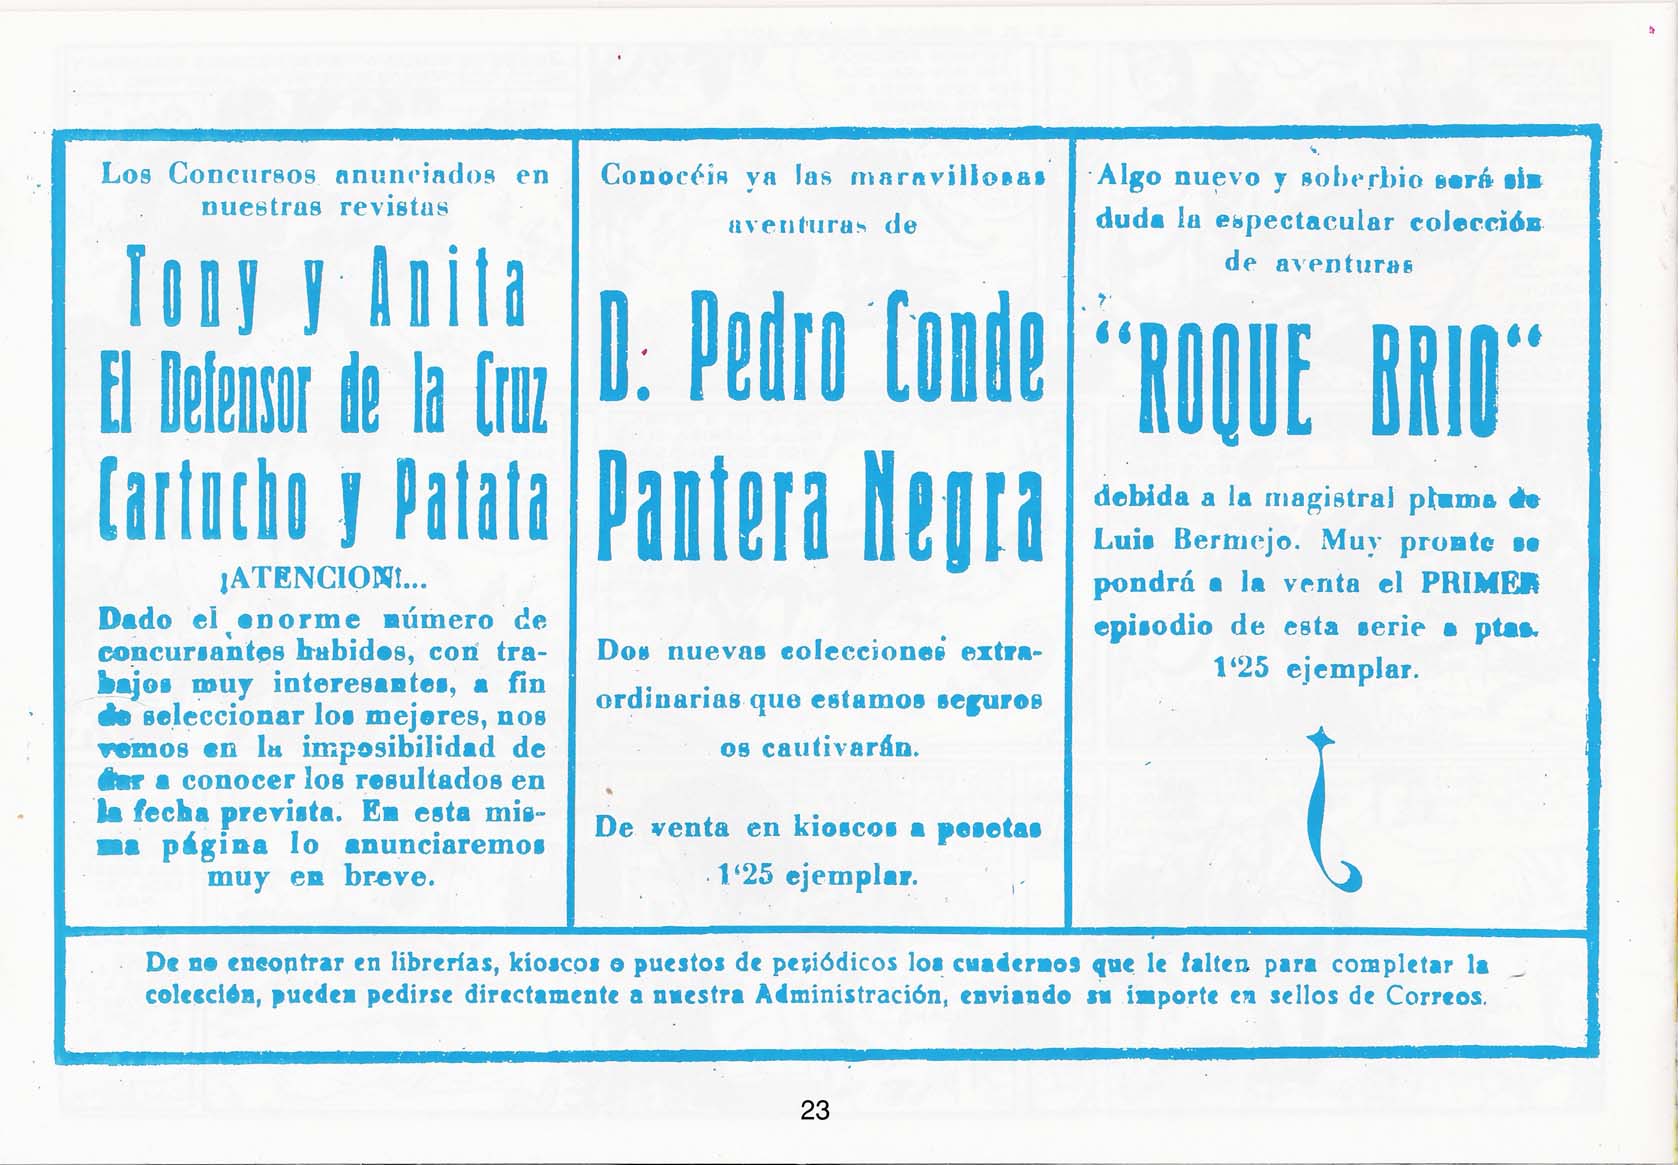 Los Concursos anunciados en
nuestras revistas
Tony y Anita
El Defensor de la Cruz
Cartucho y Patata
¡ATENCION!...
Dado el enorme número de
concursantes habidos, con tra-
bajos muy interesantes, a fin
de seleccionar los mejores, nos
vemos en la imposibilidad de
dar a conocer los resultados en
la fecha prevista. En esta mis-
ma página lo anunciaremos
muy en breve.
Conocéis ya las maravillosas
aventuras de
D. Pedro Conde
Pantera Negra
Dos nuevas colecciones extra-
ordinarias que estamos seguros
os cautivarán.
De venta en kioscos a pesetas
1‘25 ejemplar.
Algo nuevo y soberbio será sin
duda la espectacular colección
de aventuras
“ROQUE BRIO“
debida a la magistral pluma de
Luis Bermejo. Muy pronto se
pondrá a la venta el PRIMER
episodio de esta serie a ptas.
1‘25 ejemplar.
De no encontrar en librerías, kioscos o puestos de periódicos los cuadernos que le falten para completar la
colección, pueden pedirse directamente a nuestra Administración, enviando su importe en sellos de Correos.
23